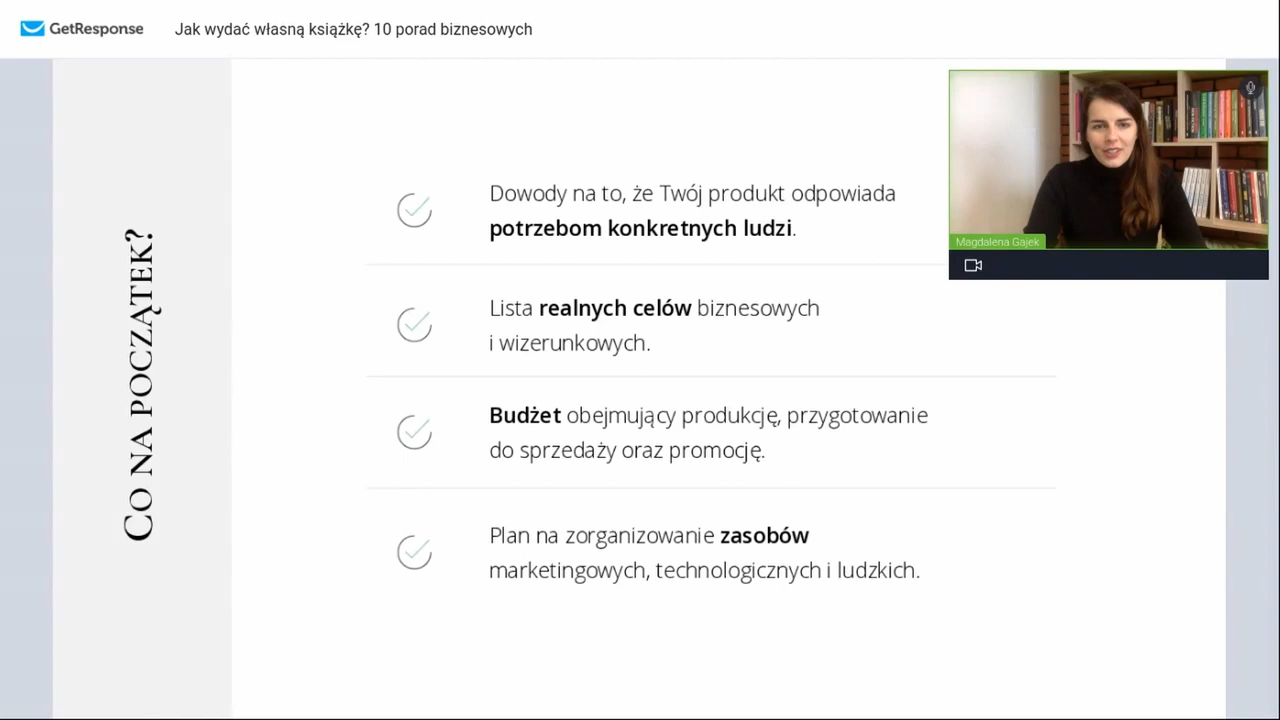 GetResponse
Jak wydać własną książkę? 10 porad biznesowych
Co na początek?
Dowody na to, że Twój produkt odpowiada
potrzebom konkretnych ludzi.
Lista realnych celów biznesowych
i wizerunkowych.
Budżet obejmujący produkcję, przygotowanie
do sprzedaży oraz promocję.
Plan na zorganizowanie zasobów
marketingowych, technologicznych i ludzkich.
Magdalena Gajek